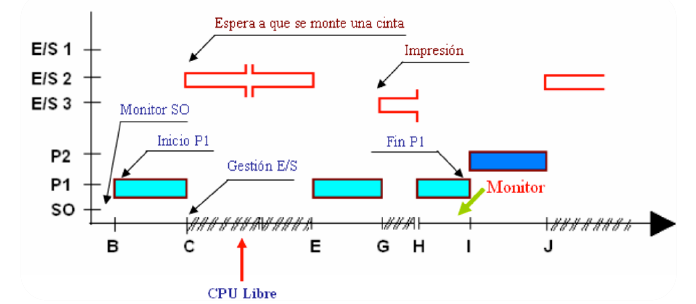 Espera a que se monte una cinta
E/S 1
Impresión
E/S 2
E/S 3
Monitor SO
Inicio P1
Fin P1
P2
Gestión E/S
P1
Monitor
SO
B C E G H I J
CPU Libre